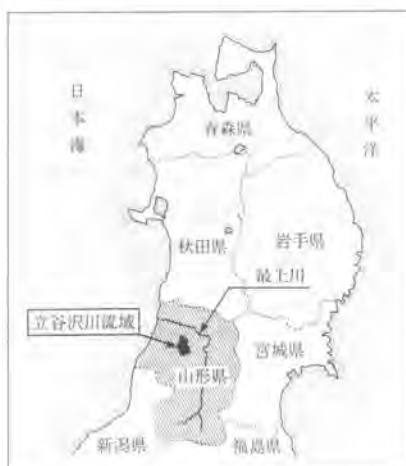 日本海
太平洋
青森県
秋田県
岩手県
最上川
立谷沢川流域
山形県
宮城県
新潟県
福島県